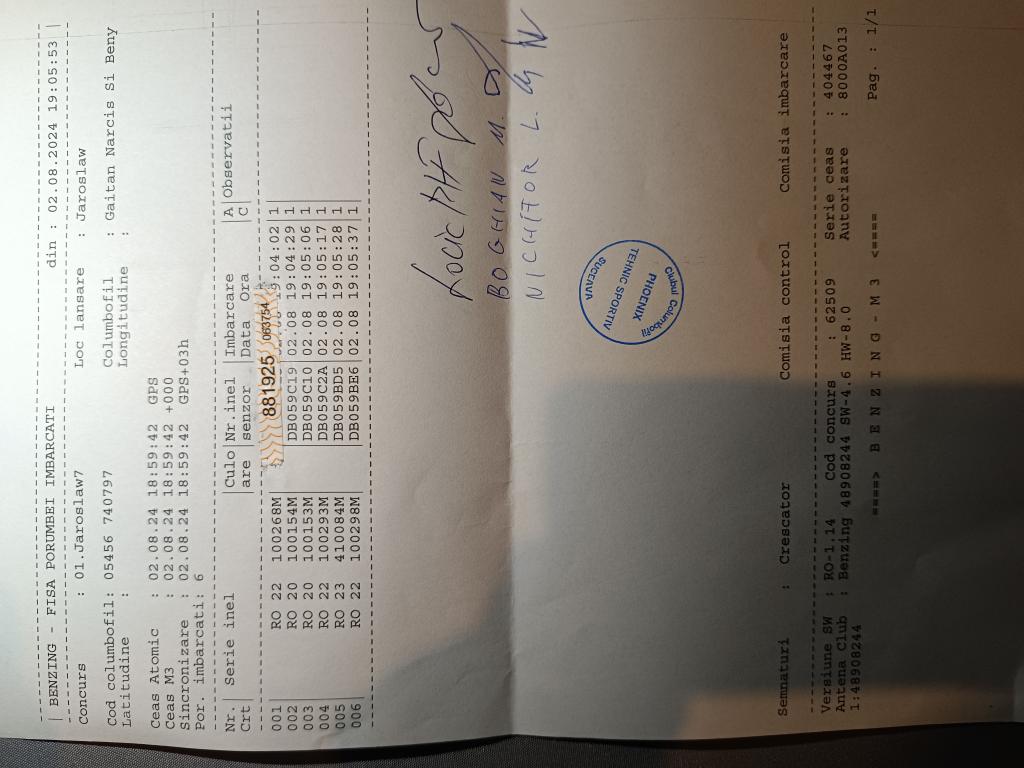 | BENZING - FISA PORUMBEI IMBARCATI din : 02.08.2024 19:05:53 |
Concurs : 01.Jaroslaw7 Loc lansare : Jaroslaw
Cod columbofil: 05456 740797 Columbofil : Gaitan Narcis Si Beny
Latitudine : Longitudine :
Ceas Atomic : 02.08.24 18:59:42 GPS
Ceas M3 : 02.08.24 18:59:42 +000
Sincronizare : 02.08.24 18:59:42 GPS+03h
Por. imbarcati: 6
Nr.| Serie inel |Culo|Nr.inel |Imbarcare |A|Observatii
Crt| |are |senzor |Data Ora |C|
881925 063754
001 | RO 22 100268M 19:04:02| 1|
002 | RO 20 100154M |DB059C19 |02.08 19:04:29| 1|
003 | RO 20 100153M |DB059C10 |02.08 19:05:06| 1|
004 | RO 22 100293M |DB059C2A |02.08 19:05:17| 1|
005 | RO 23 410084M |DB059BD5 |02.08 19:05:28| 1|
006 | RO 22 100298M |DB059BE6 |02.08 19:05:37| 1|
BOGHIAN M.
NICHITOR L.
Clubul Columbofil
PHOENIX
TEHNIC SPORTIV
SUCEAVA
Semnaturi : Crescator Comisia control Comisia imbarcare
Versiune SW : RO-1.14 Cod concurs : 62509 Serie ceas : 404467
Antena Club : Benzing 48908244 SW-4.6 HW-8.0 Autorizare : 8000A013
1:48908244
====> B E N Z I N G - M 3 <==== Pag. : 1/1